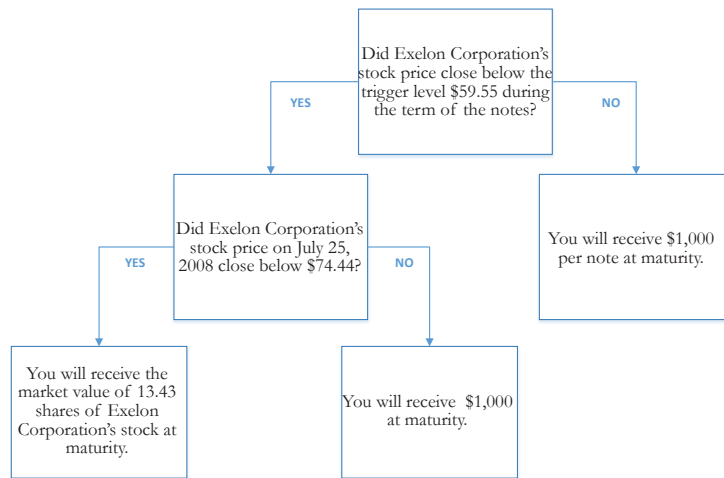 Did Exelon Corporation's
stock price close below the
trigger level $59.55 during
the term of the notes?
YES
NO
Did Exelon Corporation's
stock price on July 25,
2008 close below $74.44?
You will receive $1,000
per note at maturity.
YES
NO
You will receive the
market value of 13.43
shares of Exelon
Corporation's stock at
maturity.
You will receive $1,000
at maturity.